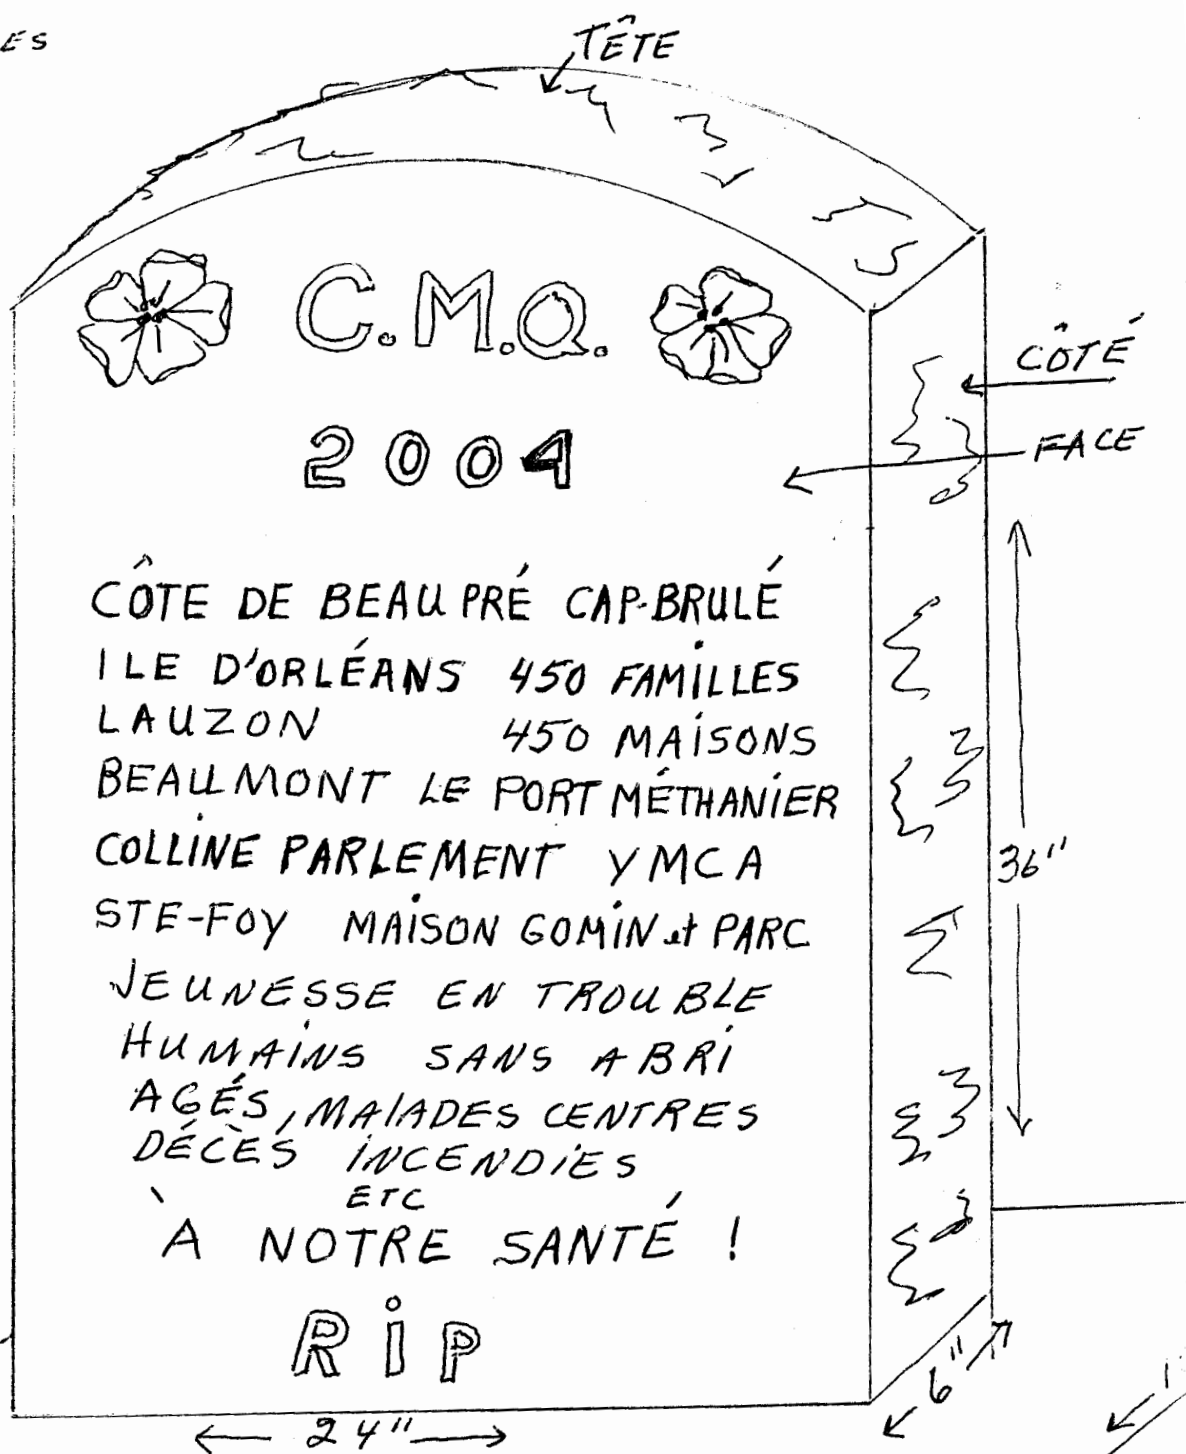 ES
TÊTE
C.M.Q.
CÔTÉ
2004
FACE
CÔTE DE BEAUPRÉ CAP-BRULÉ
ILE D'ORLÉANS 450 FAMILLES
LAUZON 450 MAISONS
BEAUMONT LE PORT MÉTHANIER
COLLINE PARLEMENT YMCA
36"
STE-FOY MAISON GOMIN et PARC
JEUNESSE EN TROUBLE
HUMAINS SANS ABRI
AGÉS, MALADES CENTRES
DÉCÈS INCENDIES
ETC
À NOTRE SANTÉ !
RIP
6"
24"